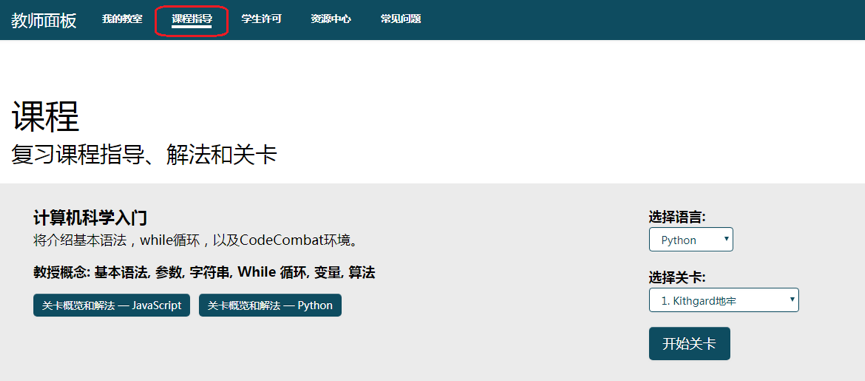 教师面板 我的教室 课程指导 学生许可 资源中心 常见问题
课程
复习课程指导、解法和关卡
计算机科学入门
将介绍基本语法，while循环，以及CodeCombat环境。
教授概念: 基本语法, 参数, 字符串, While 循环, 变量, 算法
关卡概览和解法 — JavaScript 关卡概览和解法 — Python
选择语言:
Python
选择关卡:
1. Kithgard地牢
开始关卡